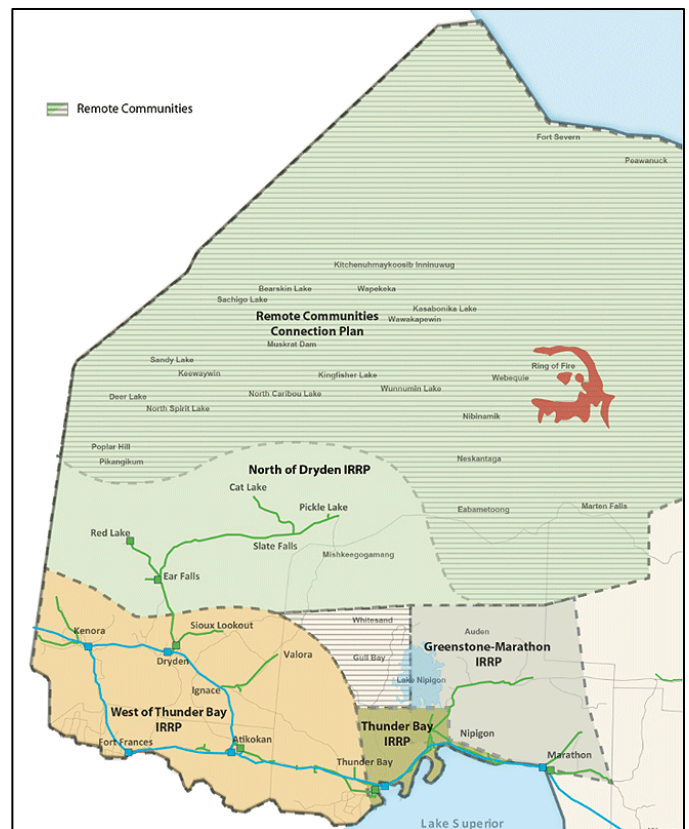 Remote Communities
Fort Severn
Peawanuck
Kitchenuhmaykoosib Inninuwug
Bearskin Lake
Wapekeka
Sachigo Lake
Kasabonika Lake
Remote Communities
Connection Plan
Wawakapewin
Muskrat Dam
Sandy Lake
Keewaywin
Kingfisher Lake
Ring of Fire
Webequie
Deer Lake
North Caribou Lake
Wunnumin Lake
North Spirit Lake
Nibinamik
Poplar Hill
Pikangikum
Neskantaga
North of Dryden IRRP
Cat Lake
Pickle Lake
Eabametoong
Marten Falls
Red Lake
Slate Falls
Mishkeegogamang
Ear Falls
Whitesand
Kenora
Sioux Lookout
Auden
Greenstone-Marathon
IRRP
Dryden
Valora
Gull Bay
Lake Nipigon
Ignace
West of Thunder Bay
IRRP
Thunder Bay
IRRP
Nipigon
Fort Frances
Atikokan
Thunder Bay
Marathon
Lake Superior